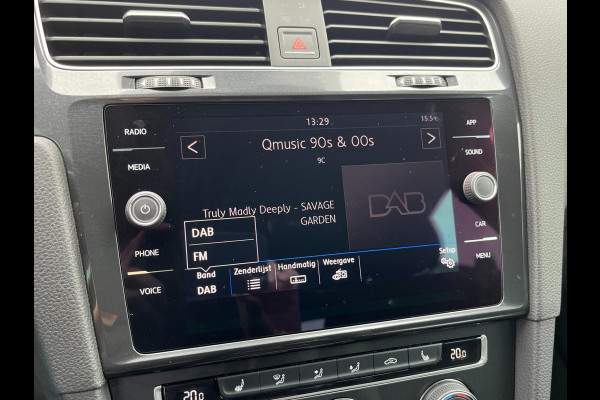 13:29
15.5°C
RADIO
APP
< Qmusic 90s & 00s >
9C
MEDIA
SOUND
Truly Madly Deeply - SAVAGE
GARDEN
DAB
DAB
FM
PHONE
CAR
Band
Zenderlijst
Handmatig
Weergave
Setup
DAB
VOICE
MENU
20.0
20.0